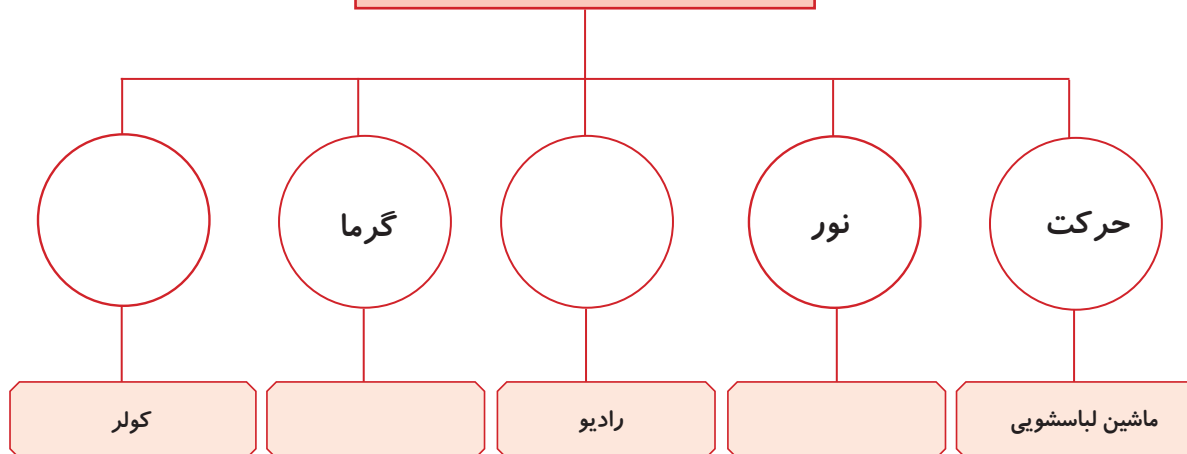 حرکت
نور
گرما
ماشین لباسشویی
رادیو
کولر